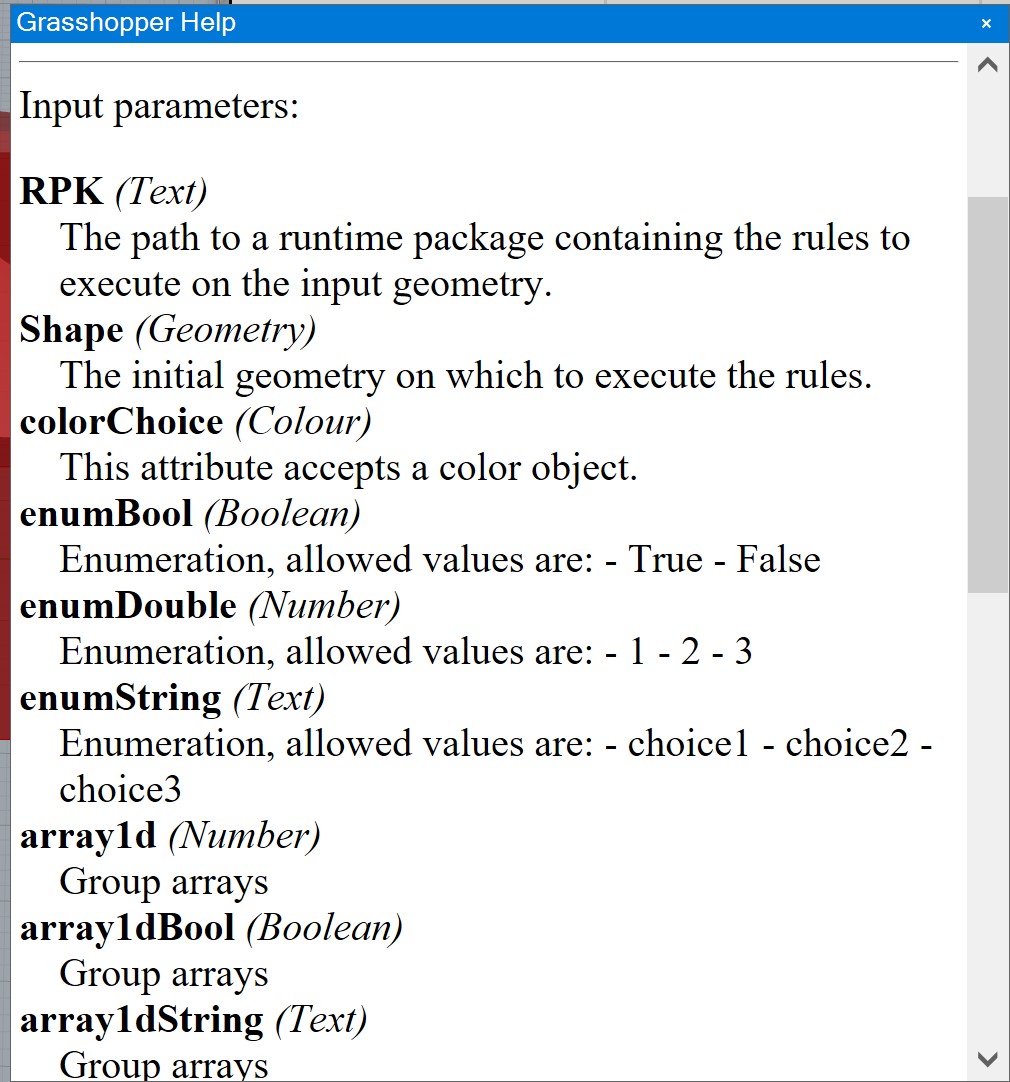 Grasshopper Help
Input parameters:
RPK (Text)
The path to a runtime package containing the rules to
execute on the input geometry.
Shape (Geometry)
The initial geometry on which to execute the rules.
colorChoice (Colour)
This attribute accepts a color object.
enumBool (Boolean)
Enumeration, allowed values are: - True - False
enumDouble (Number)
Enumeration, allowed values are: - 1 - 2 - 3
enumString (Text)
Enumeration, allowed values are: - choice1 - choice2 -
choice3
array1d (Number)
Group arrays
array1dBool (Boolean)
Group arrays
array1dString (Text)
Group arrays